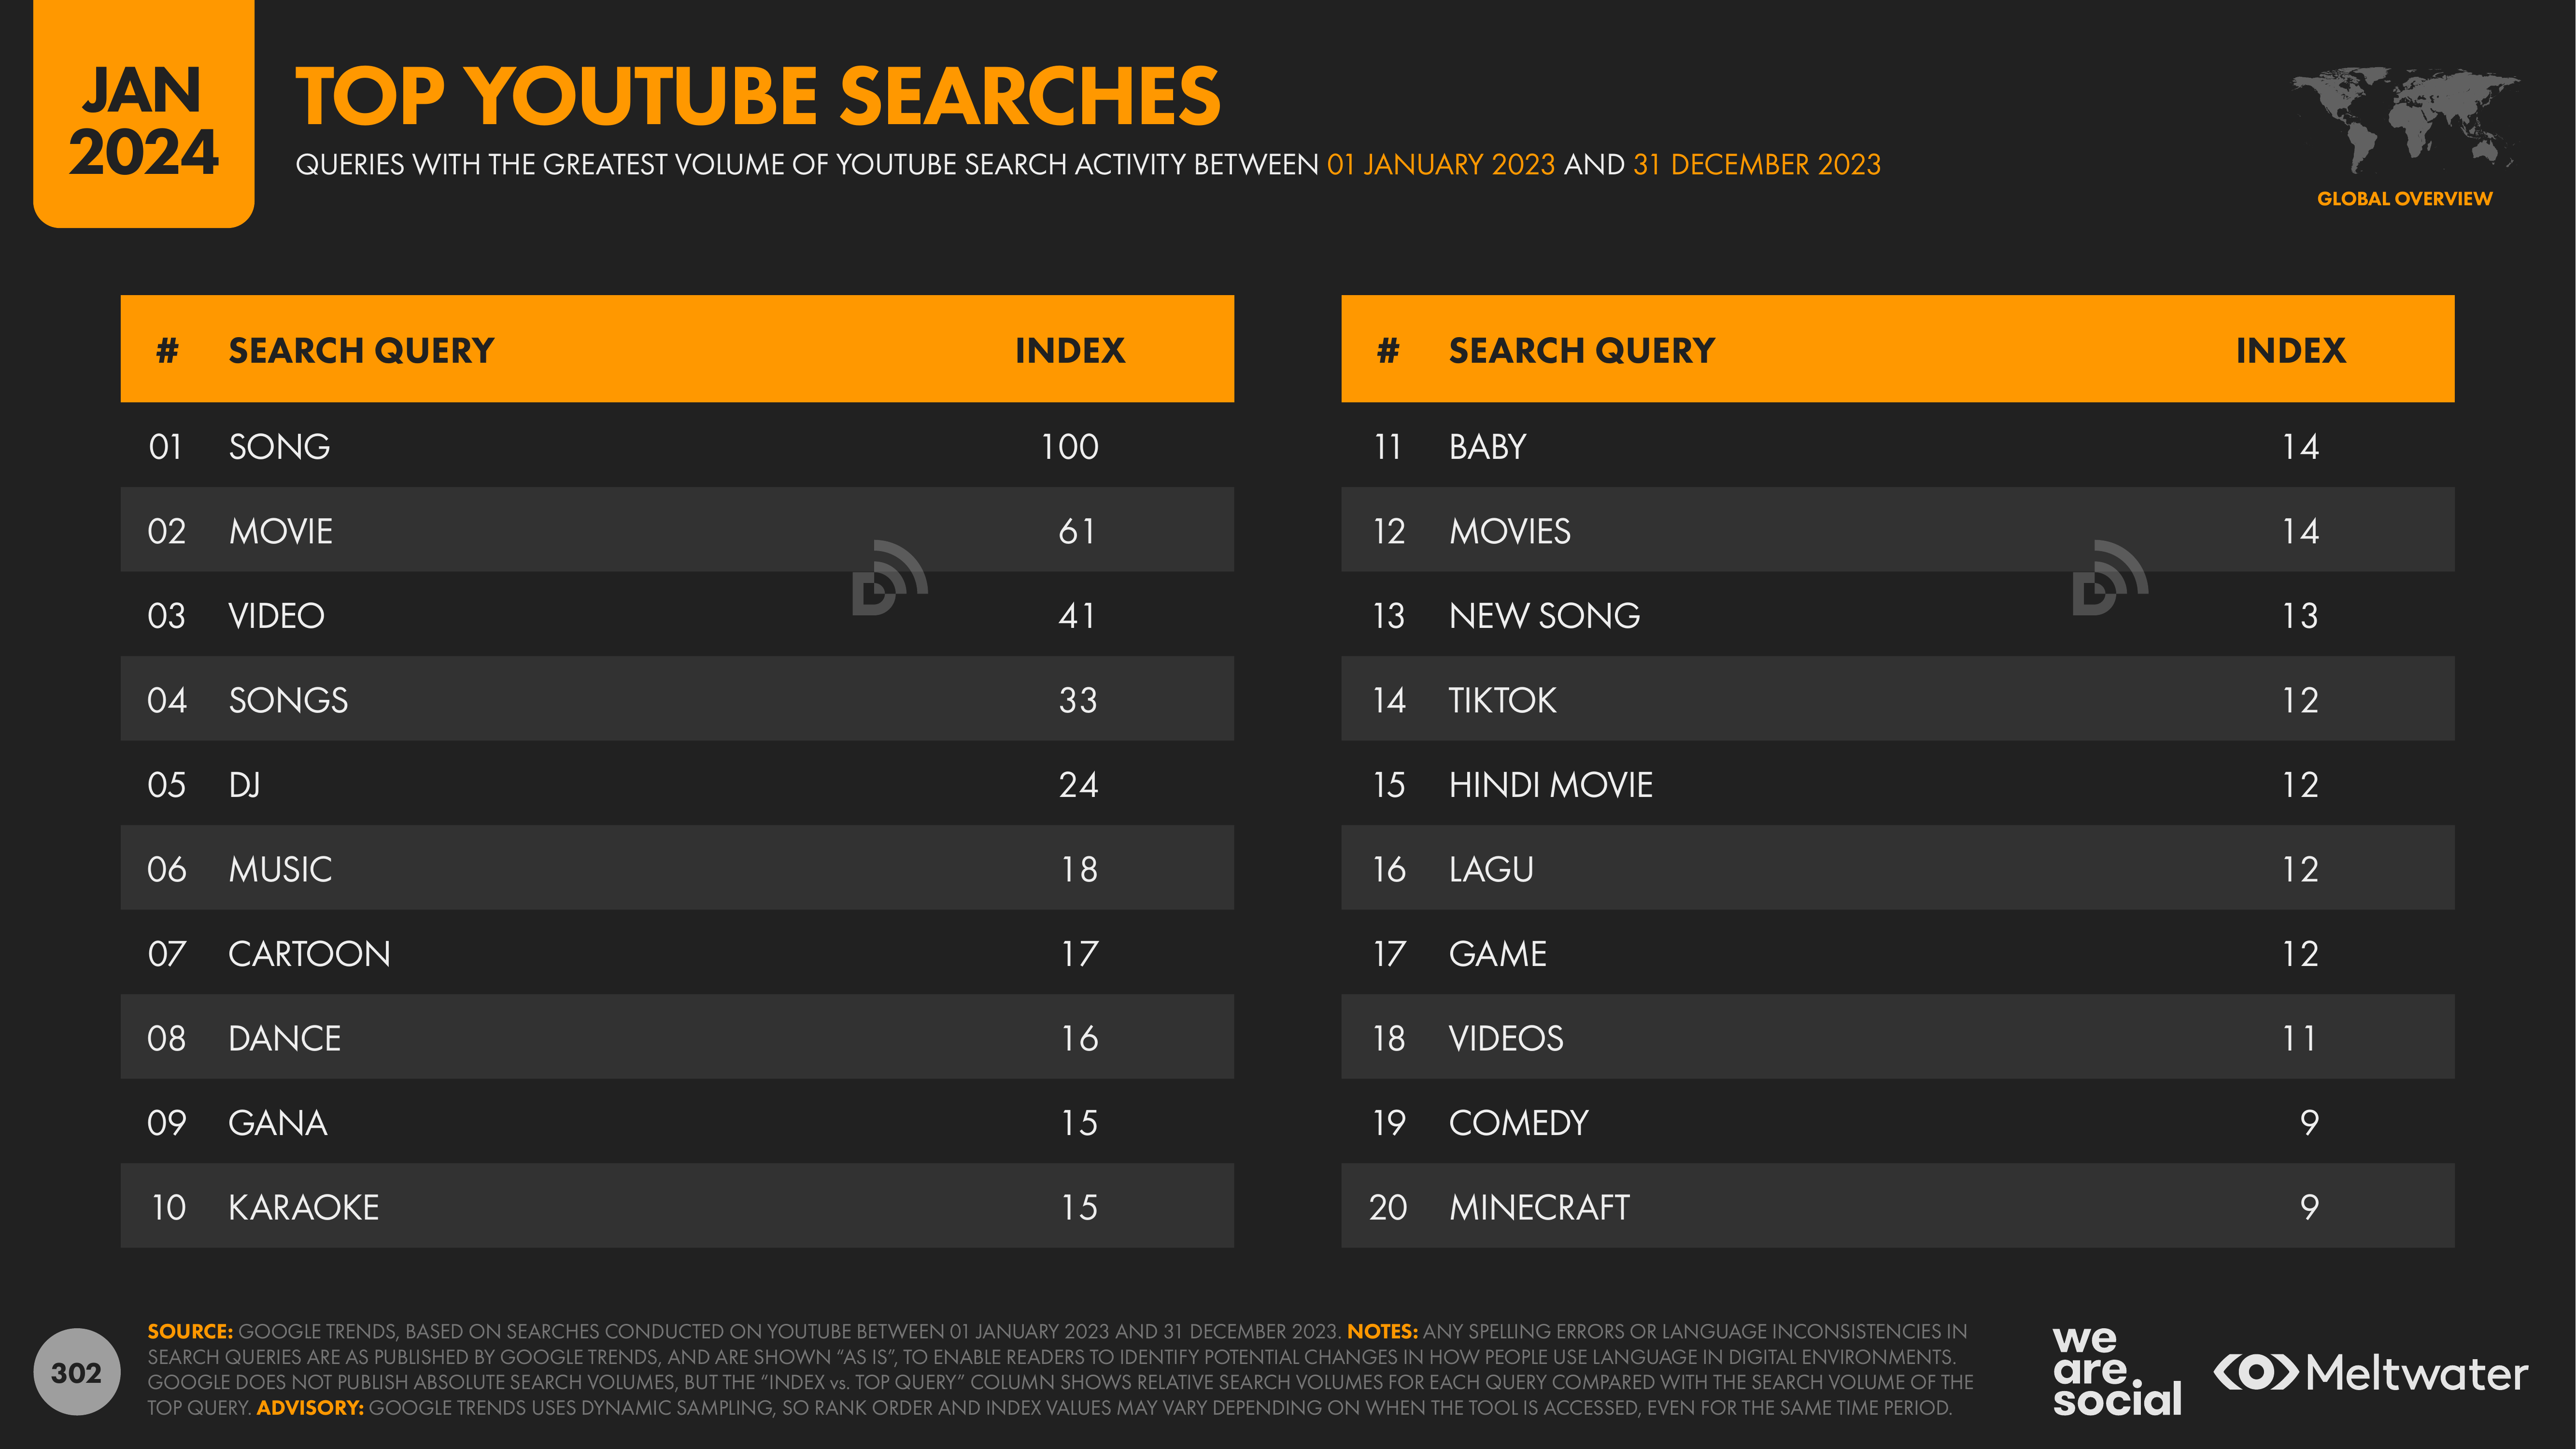 JAN
2024
TOP YOUTUBE SEARCHES
QUERIES WITH THE GREATEST VOLUME OF YOUTUBE SEARCH ACTIVITY BETWEEN 01 JANUARY 2023 AND 31 DECEMBER 2023
GLOBAL OVERVIEW
# SEARCH QUERY INDEX
01 SONG 100
02 MOVIE 61
03 VIDEO 41
04 SONGS 33
05 DJ 24
06 MUSIC 18
07 CARTOON 17
08 DANCE 16
09 GANA 15
10 KARAOKE 15
# SEARCH QUERY INDEX
11 BABY 14
12 MOVIES 14
13 NEW SONG 13
14 TIKTOK 12
15 HINDI MOVIE 12
16 LAGU 12
17 GAME 12
18 VIDEOS 11
19 COMEDY 9
20 MINECRAFT 9
302
SOURCE: GOOGLE TRENDS, BASED ON SEARCHES CONDUCTED ON YOUTUBE BETWEEN 01 JANUARY 2023 AND 31 DECEMBER 2023. NOTES: ANY SPELLING ERRORS OR LANGUAGE INCONSISTENCIES IN
SEARCH QUERIES ARE AS PUBLISHED BY GOOGLE TRENDS, AND ARE SHOWN “AS IS”, TO ENABLE READERS TO IDENTIFY POTENTIAL CHANGES IN HOW PEOPLE USE LANGUAGE IN DIGITAL ENVIRONMENTS.
GOOGLE DOES NOT PUBLISH ABSOLUTE SEARCH VOLUMES, BUT THE “INDEX vs. TOP QUERY” COLUMN SHOWS RELATIVE SEARCH VOLUMES FOR EACH QUERY COMPARED WITH THE SEARCH VOLUME OF THE
TOP QUERY. ADVISORY: GOOGLE TRENDS USES DYNAMIC SAMPLING, SO RANK ORDER AND INDEX VALUES MAY VARY DEPENDING ON WHEN THE TOOL IS ACCESSED, EVEN FOR THE SAME TIME PERIOD.
we
are.
social
Meltwater